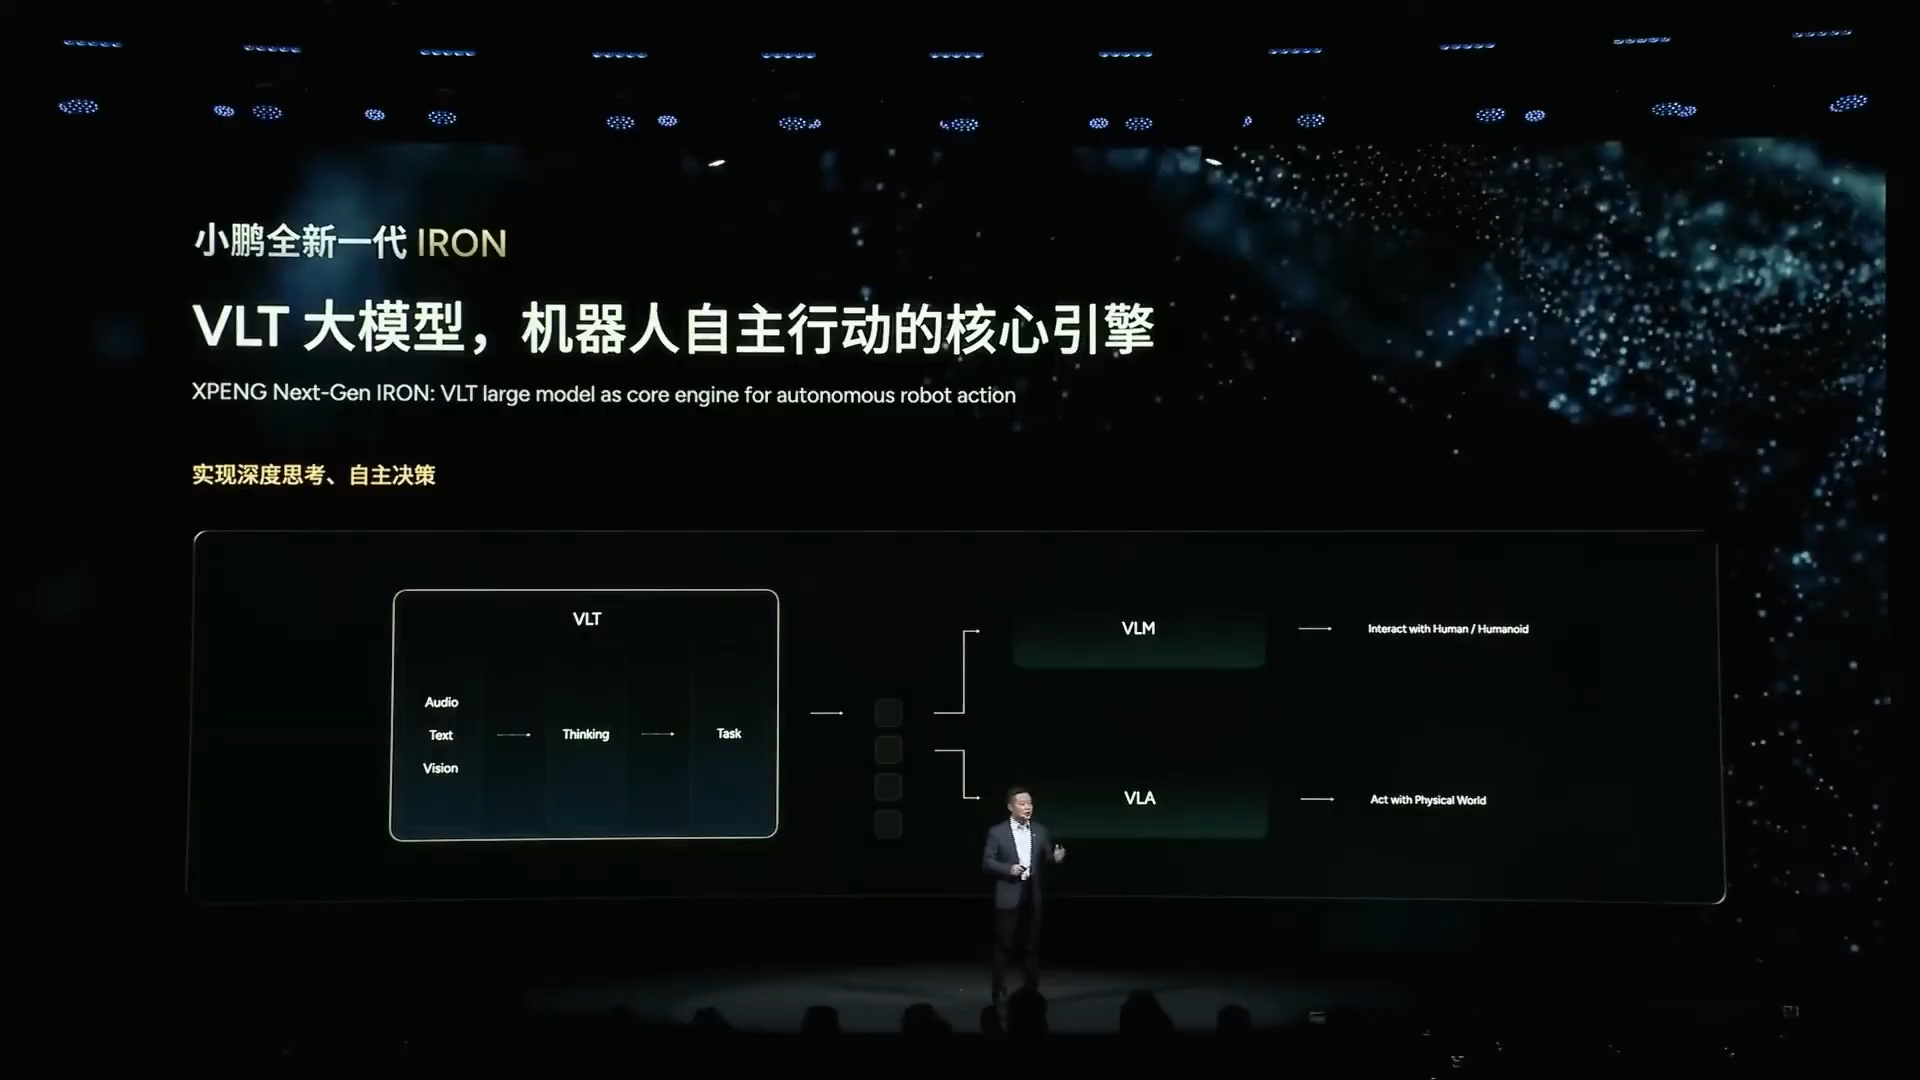 小鹏全新一代 IRON
VLT 大模型，机器人自主行动的核心引擎
XPENG Next-Gen IRON: VLT large model as core engine for autonomous robot action
实现深度思考、自主决策
VLT
Audio
Text
Vision
Thinking
Task
VLM
Interact with Human / Humanoid
VLA
Act with Physical World